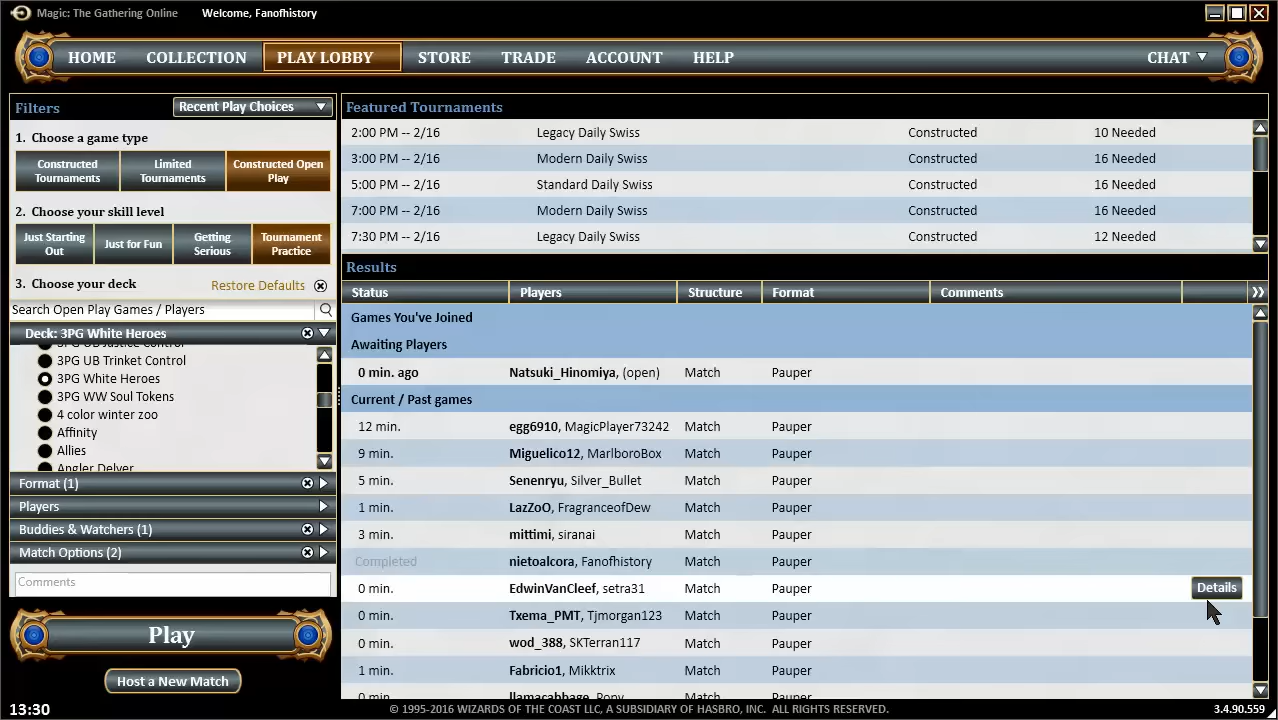 Magic: The Gathering Online Welcome, Fanofhistory
HOME COLLECTION PLAY LOBBY STORE TRADE ACCOUNT HELP CHAT
Filters Recent Play Choices
1. Choose a game type
Constructed Tournaments Limited Tournaments Constructed Open Play
2. Choose your skill level
Just Starting Out Just for Fun Getting Serious Tournament Practice
3. Choose your deck Restore Defaults
Search Open Play Games / Players
Deck: 3PG White Heroes
3PG UB Justice Control
3PG UB Trinket Control
3PG White Heroes
3PG WW Soul Tokens
4 color winter zoo
Affinity
Allies
Angler Delver
Format (1)
Players
Buddies & Watchers (1)
Match Options (2)
Comments
Play
Host a New Match
13:30
Featured Tournaments
2:00 PM -- 2/16 Legacy Daily Swiss Constructed 10 Needed
3:00 PM -- 2/16 Modern Daily Swiss Constructed 16 Needed
5:00 PM -- 2/16 Standard Daily Swiss Constructed 16 Needed
7:00 PM -- 2/16 Modern Daily Swiss Constructed 16 Needed
7:30 PM -- 2/16 Legacy Daily Swiss Constructed 12 Needed
Results
Status Players Structure Format Comments
Games You've Joined
Awaiting Players
0 min. ago Natsuki_Hinomiya, (open) Match Pauper
Current / Past games
12 min. egg6910, MagicPlayer73242 Match Pauper
9 min. Miguelico12, MarlboroBox Match Pauper
5 min. Senenryu, Silver_Bullet Match Pauper
1 min. LazZoO, FragranceofDew Match Pauper
3 min. mittimi, siranai Match Pauper
Completed nietoalcora, Fanofhistory Match Pauper
0 min. EdwinVanCleef, setra31 Match Pauper Details
0 min. Txema_PMT, Tjmorgan123 Match Pauper
0 min. wod_388, SKTerran117 Match Pauper
1 min. Fabricio1, Mikktrix Match Pauper
0 min. llamacabbage, Pony Match Pauper
© 1995-2016 WIZARDS OF THE COAST LLC, A SUBSIDIARY OF HASBRO, INC. ALL RIGHTS RESERVED. 3.4.90.559